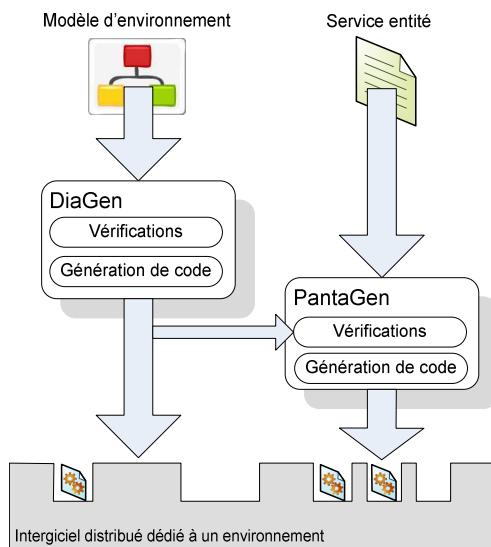 Modèle d'environnement
Service entité
DiaGen
Vérifications
Génération de code
PantaGen
Vérifications
Génération de code
Intergiciel distribué dédié à un environnement